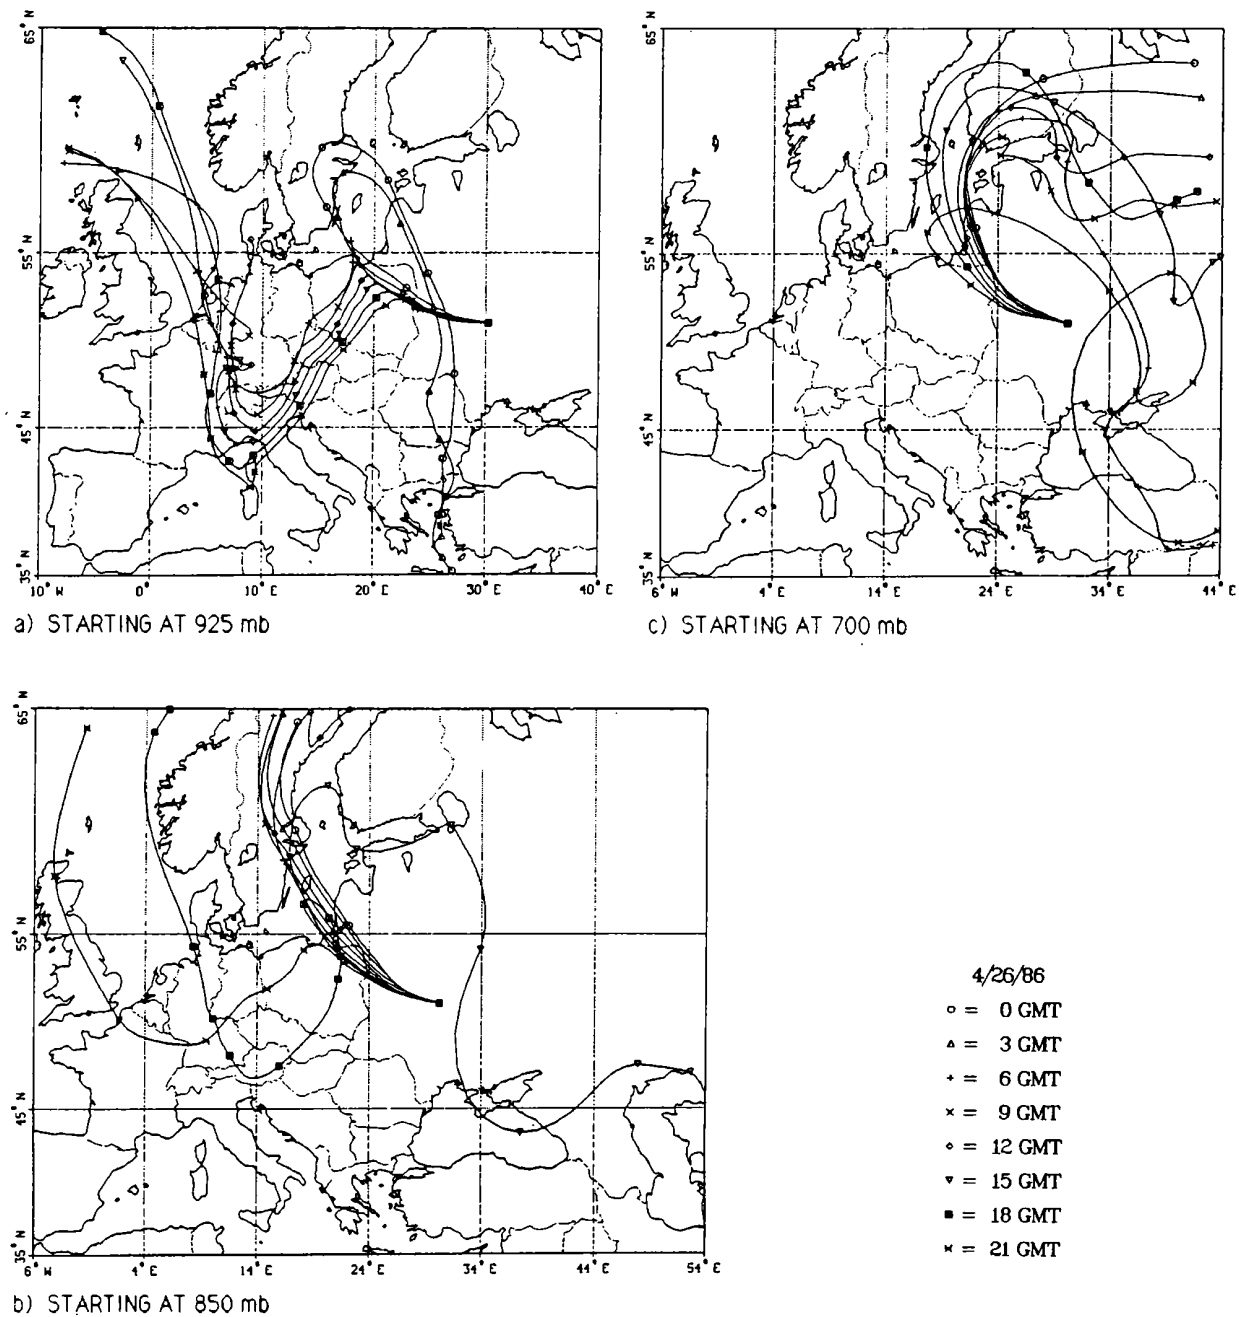 65° N
55° N
45° N
35° N
10° W
0°
10° E
20° E
30° E
40° E
a) STARTING AT 925 mb
65° N
55° N
45° N
35° N
6° W
4° E
14° E
24° E
34° E
44° E
c) STARTING AT 700 mb
65° N
55° N
45° N
35° N
6° W
4° E
14° E
24° E
34° E
44° E
54° E
b) STARTING AT 850 mb
4/26/86
= 0 GMT
= 3 GMT
= 6 GMT
= 9 GMT
= 12 GMT
= 15 GMT
= 18 GMT
= 21 GMT